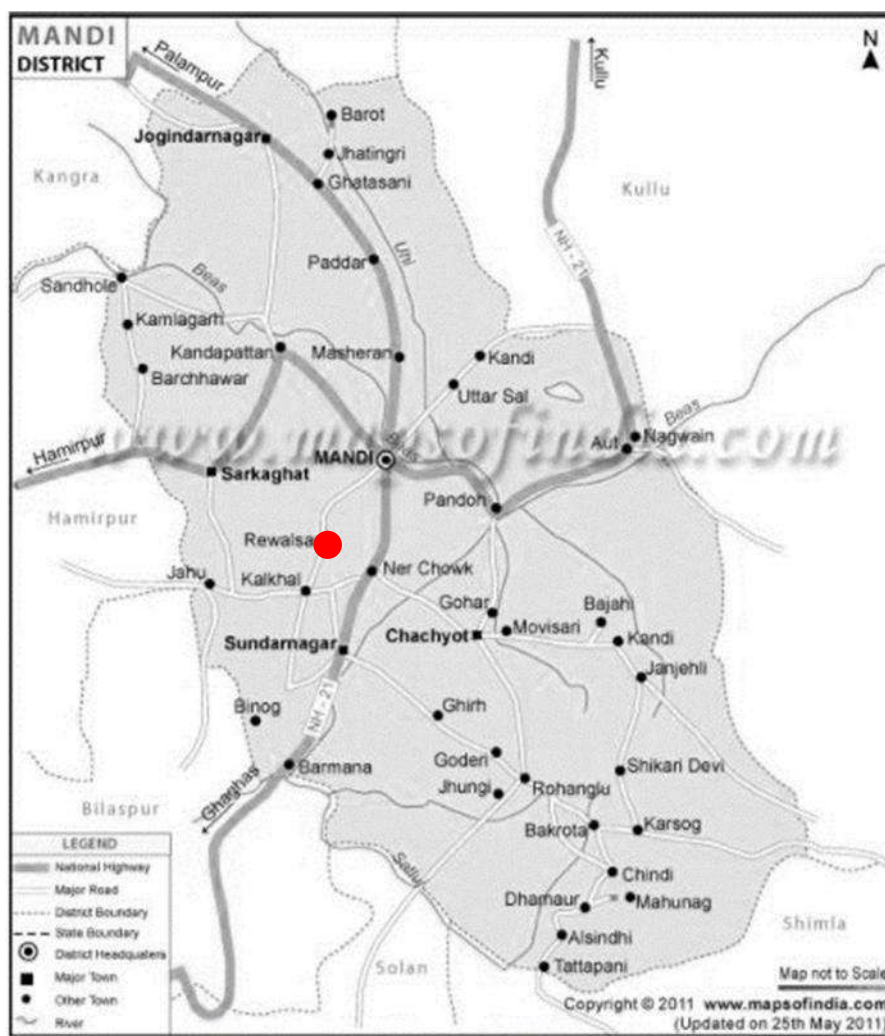 MANDI
DISTRICT
N
Palampur
Kullu
Barot
Jogindarnagar
Jhatingri
Kangra
Ghatasani
Kullu
Uhl
NH - 21
Paddar
Beas
Sandhole
Kamlagarh
Kandapattan
Masheran
Kandi
Barchhawar
Uttar Sal
www.mapsofindia.com
Beas
Hamirpur
Beas
Nagwain
Aut
MANDI
Sarkaghat
Pandoh
Hamirpur
Rewalsa
Jahu
Kalkhal
Ner Chowk
Gohar
Bajahi
Movisari
Sundarnagar
Chachyot
Kandi
Janjehli
Binog
Ghirh
NH - 21
Goderi
Barmana
Shikari Devi
Rohanglu
Jhungi
Ghaghas
Bilaspur
Bakrota
Karsog
LEGEND
National Highway
Major Road
District Boundary
State Boundary
District Headquaters
Major Town
Other Town
River
Chindi
Dhamaur
Mahunag
Shimla
Alsindhi
Solan
Tattapani
Map not to Scale
Copyright © 2011 www.mapsofindia.com
(Updated on 25th May 2011)